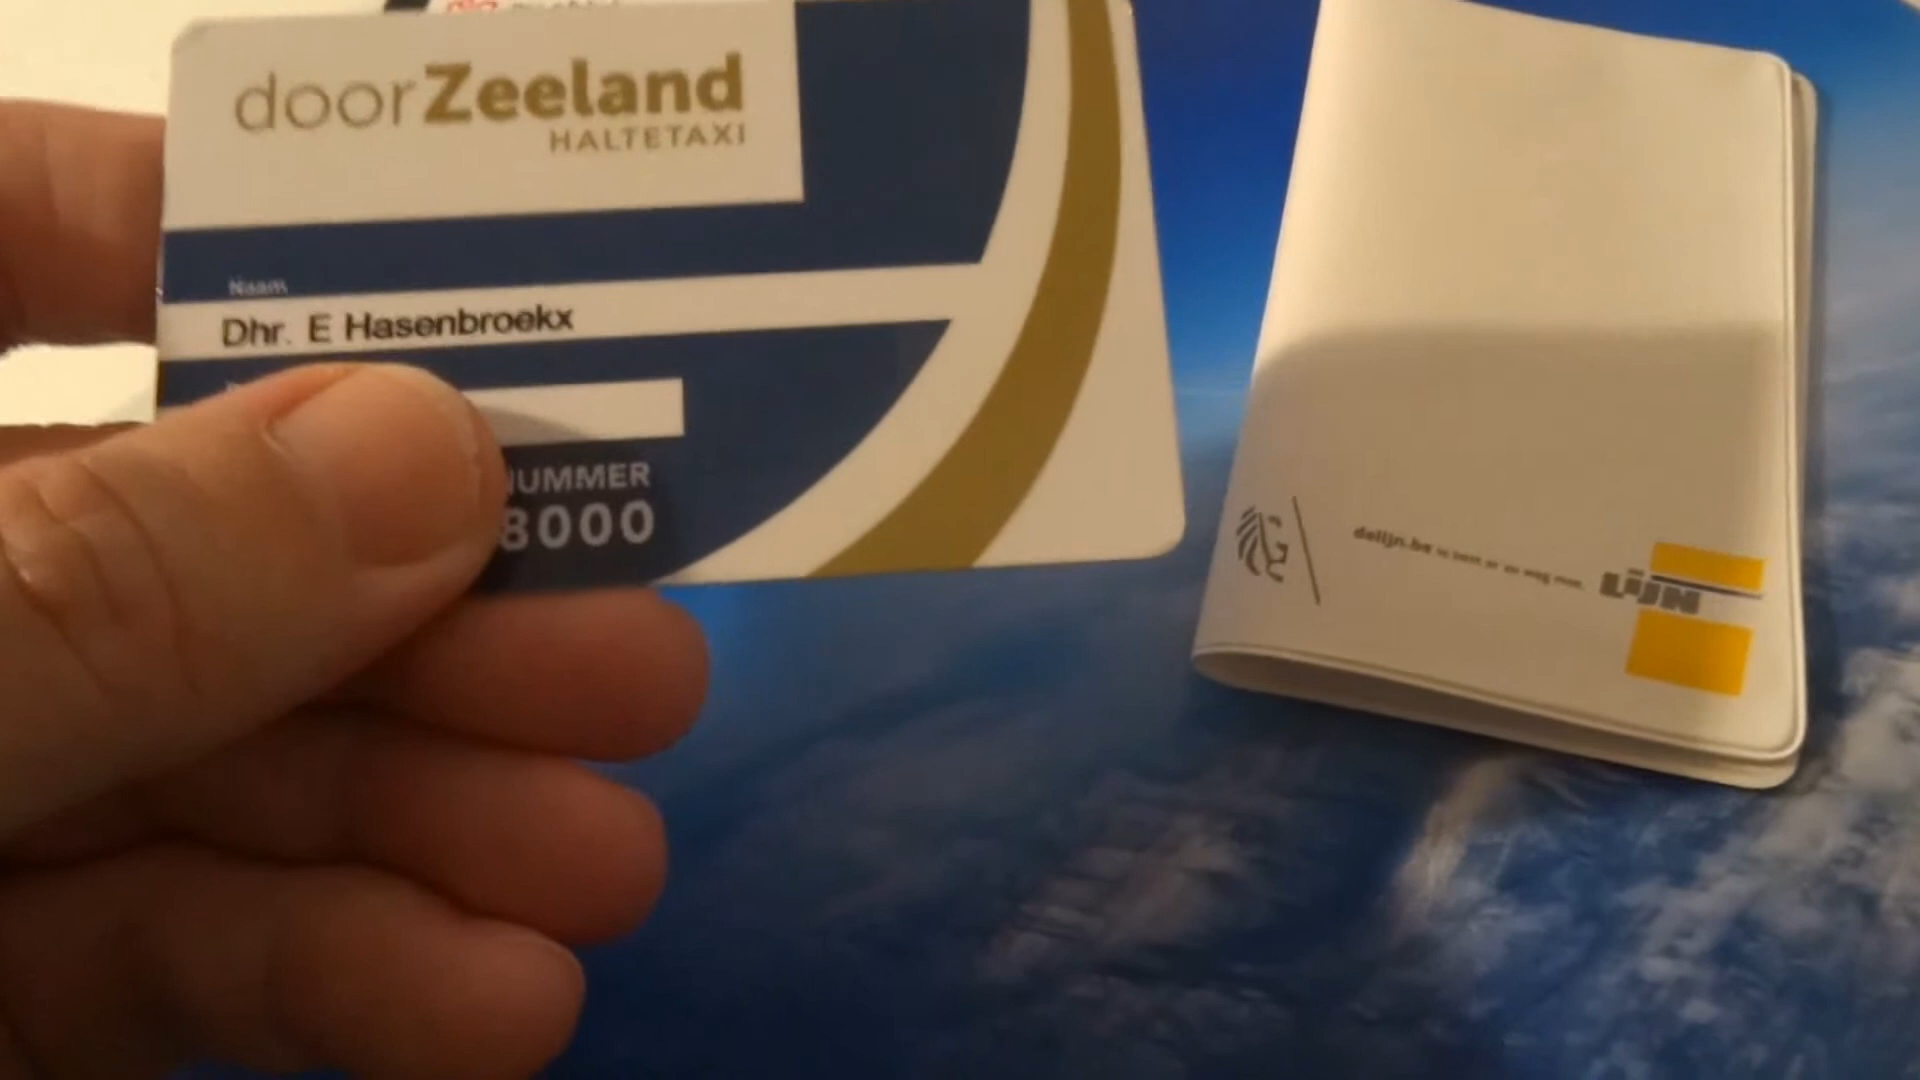 doorZeeland
HALTETAXI
Naam
Dhr. E Hasenbroekx
NUMMER
8000
delijn.be
LIJN